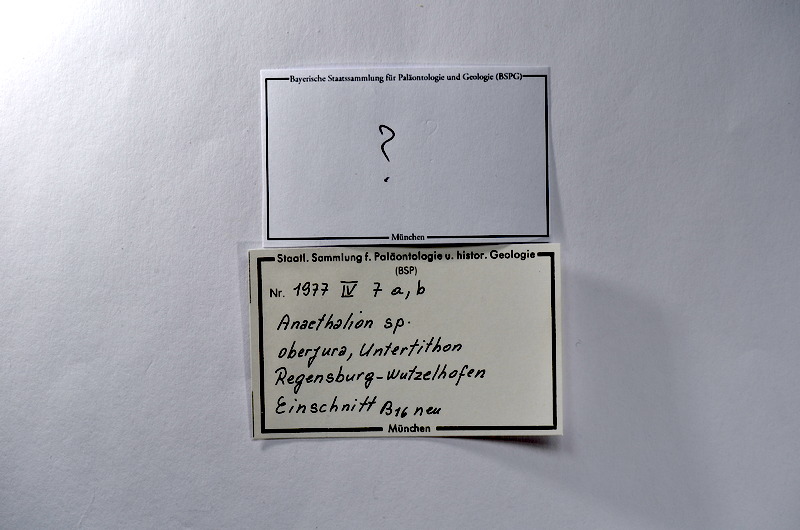 Bayerische Staatssammlung für Paläontologie und Geologie (BSPG)
?
München
Staatl. Sammlung f. Paläontologie u. histor. Geologie
(BSP)
Nr. 1977 IV 7 a, b
Anaethalion sp.
oberjura, Untertithon
Regensburg-Wutzelhofen
Einschnitt B16 neu
München